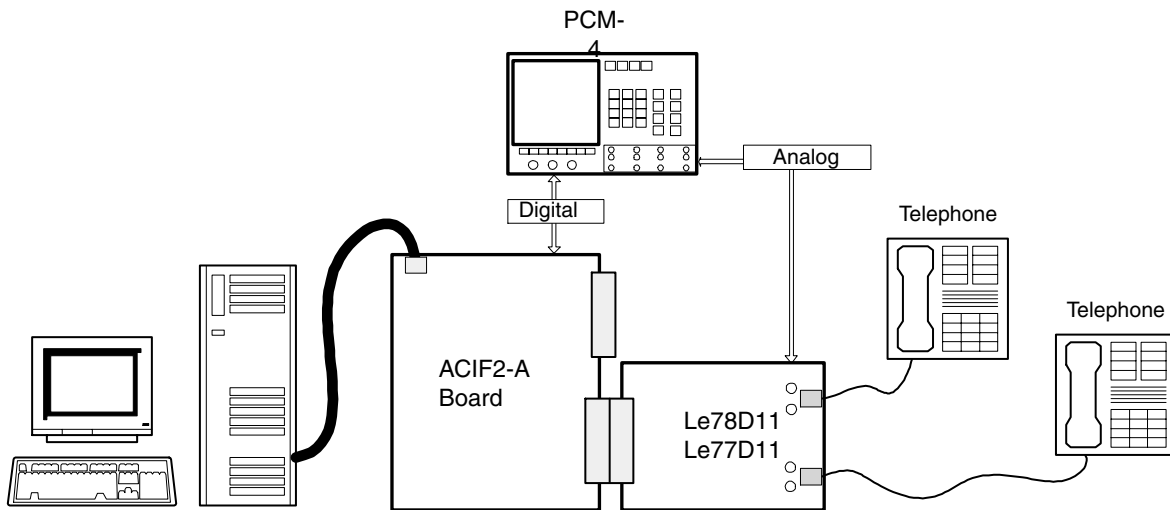 PCM-
4
Analog
Digital
Telephone
Telephone
ACIF2-A
Board
Le78D11
Le77D11